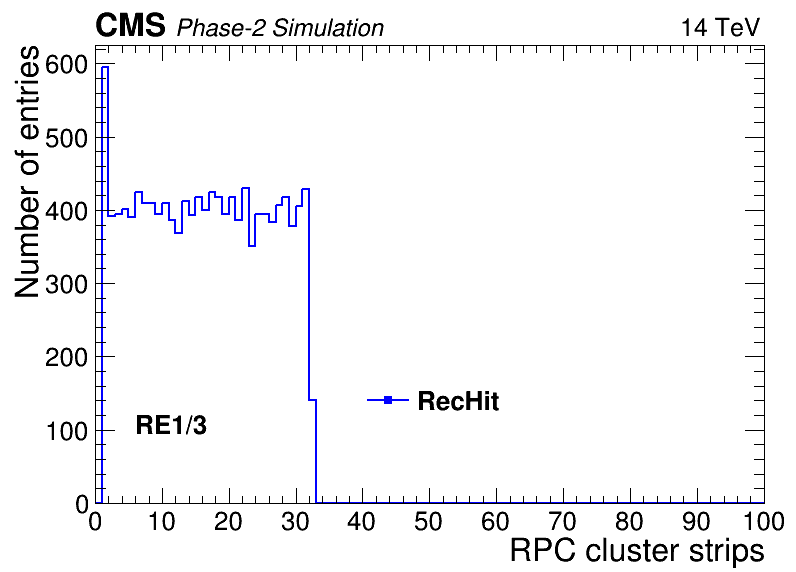 CMS Phase-2 Simulation 14 TeV
Number of entries
600
500
400
300
200
100
0
RE1/3
RecHit
0 10 20 30 40 50 60 70 80 90 100
RPC cluster strips